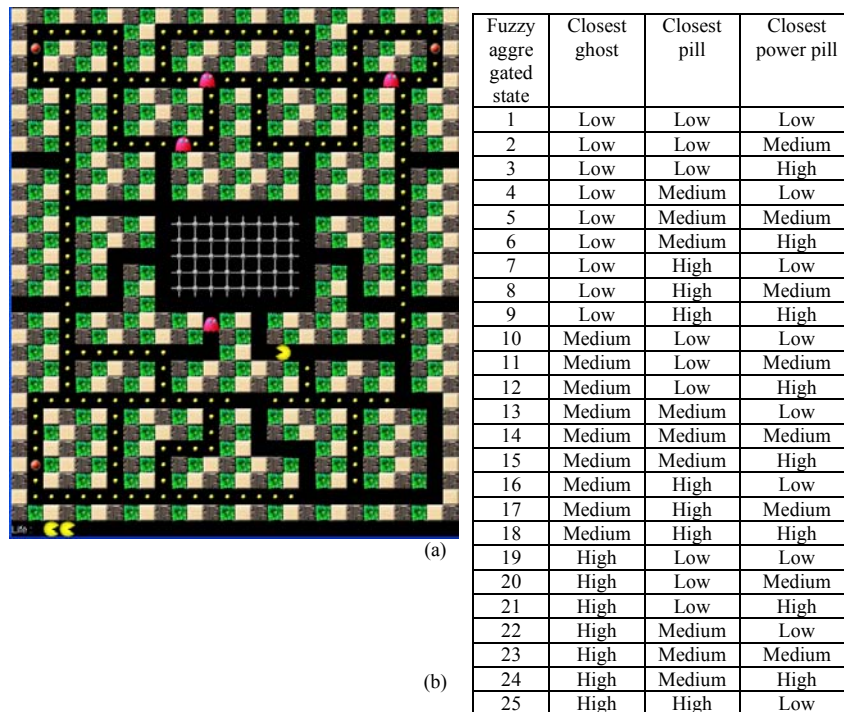 Life :
(a)
(b)
Fuzzy aggre gated state Closest ghost Closest pill Closest power pill
1 Low Low Low
2 Low Low Medium
3 Low Low High
4 Low Medium Low
5 Low Medium Medium
6 Low Medium High
7 Low High Low
8 Low High Medium
9 Low High High
10 Medium Low Low
11 Medium Low Medium
12 Medium Low High
13 Medium Medium Low
14 Medium Medium Medium
15 Medium Medium High
16 Medium High Low
17 Medium High Medium
18 Medium High High
19 High Low Low
20 High Low Medium
21 High Low High
22 High Medium Low
23 High Medium Medium
24 High Medium High
25 High High Low